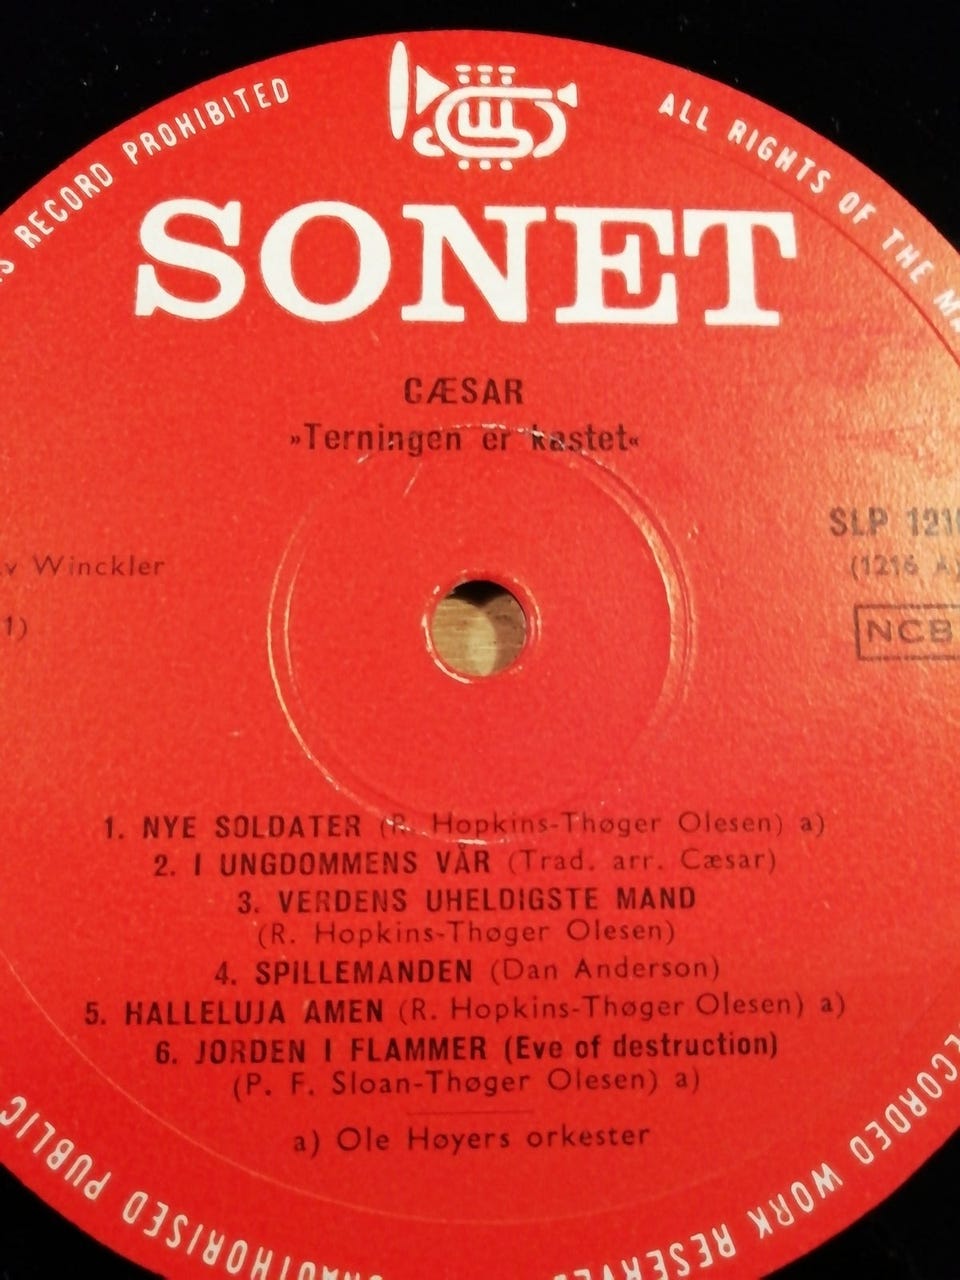 RECORD PROHIBITED
ALL RIGHTS OF THE
SONET
CÆSAR
»Terningen er kastet«
Winckler
SLP
1)
(1216 A)
NCB
1. NYE SOLDATER (R. Hopkins-Thøger Olesen) a)
2. I UNGDOMMENS VÅR (Trad. arr. Cæsar)
3. VERDENS UHELDIGSTE MAND
(R. Hopkins-Thøger Olesen)
4. SPILLEMANDEN (Dan Anderson)
5. HALLELUJA AMEN (R. Hopkins-Thøger Olesen) a)
6. JORDEN I FLAMMER (Eve of destruction)
(P. F. Sloan-Thøger Olesen) a)
a) Ole Høyers orkester
RECORDED WORK RESERVED
UNAUTHORISED PUBLIC